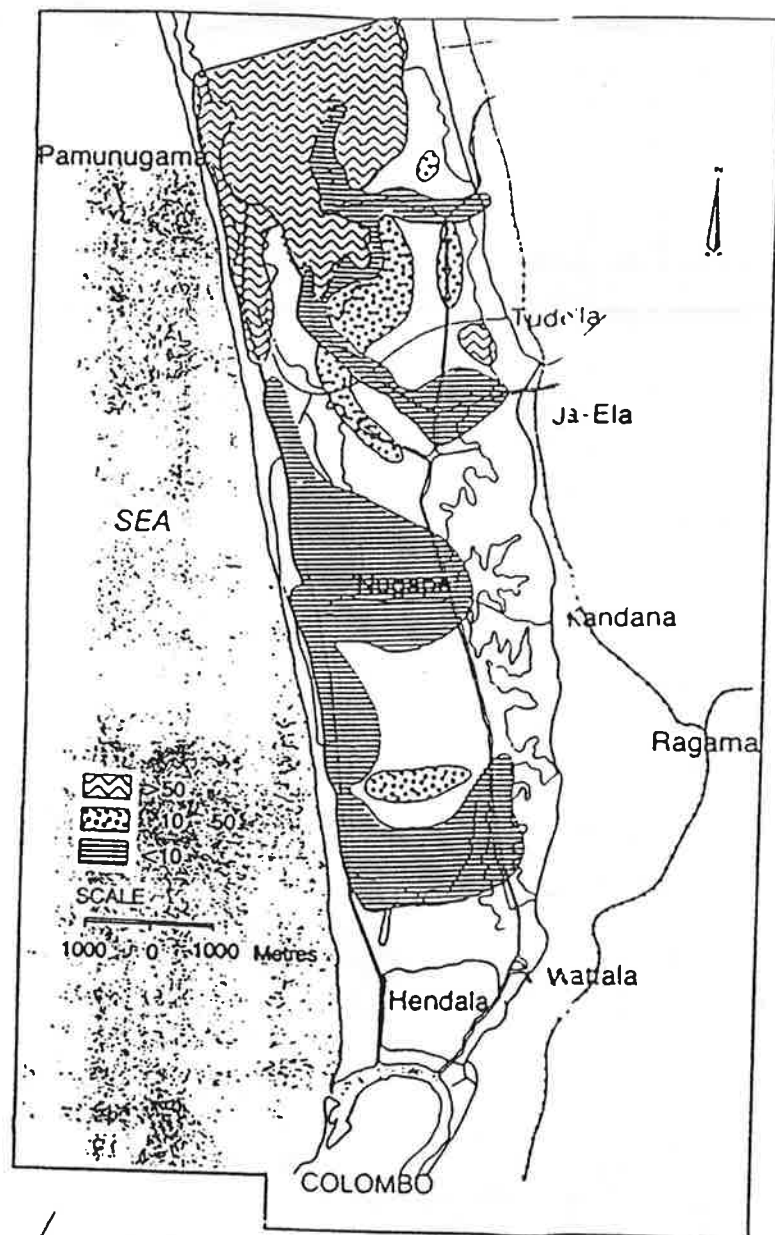 N
Pamunugama
Tudella
Ja-Ela
SEA
Nugape
Kandana
Ragama
>50
10 - 50
<10
SCALE
1000 0 1000 Metres
Wattala
Hendala
COLOMBO